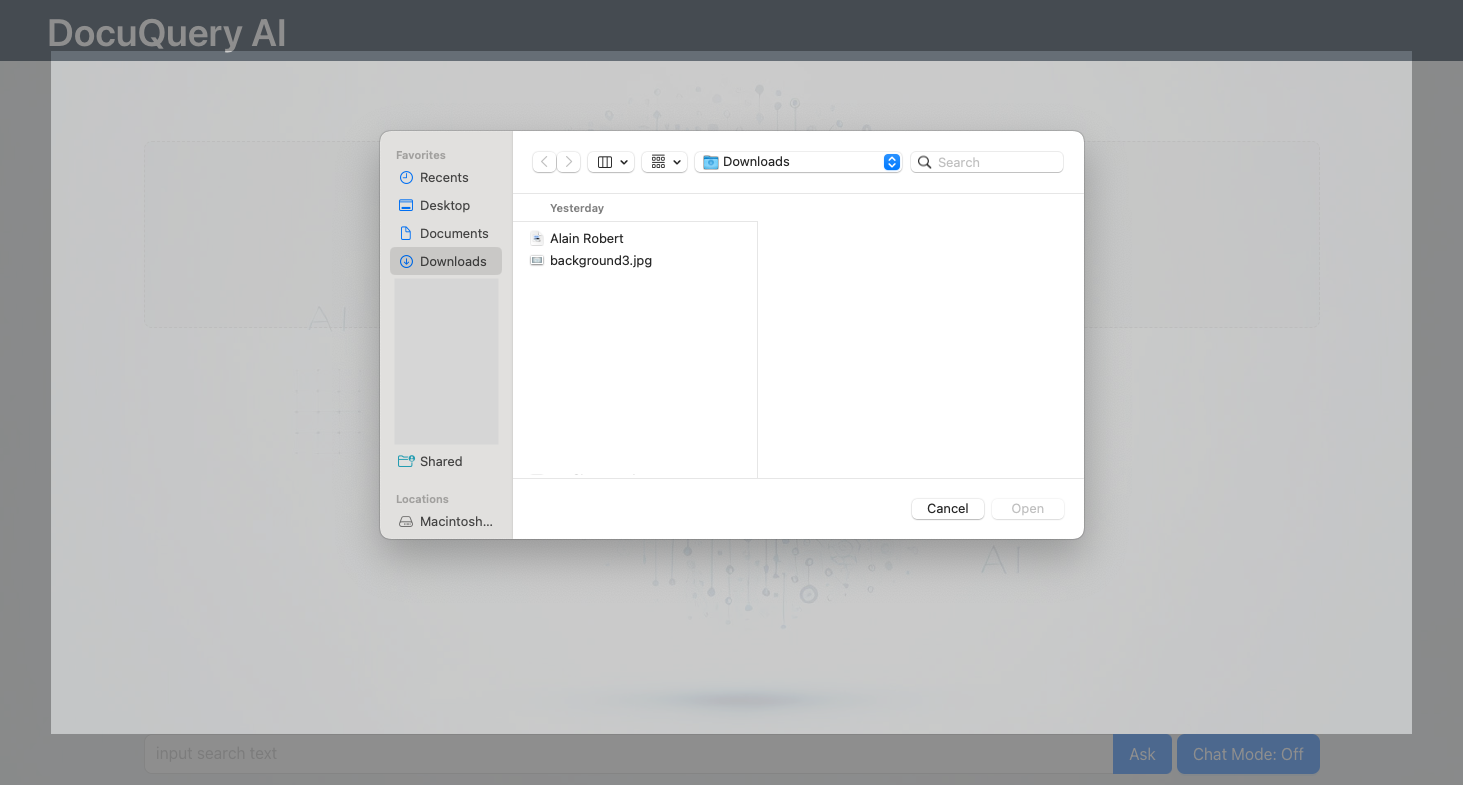 DocuQuery AI
Favorites
Recents
Desktop
Documents
Downloads
Shared
Locations
Macintosh...
Downloads
Search
Yesterday
Alain Robert
background3.jpg
Cancel
Open
AI
AI
input search text
Ask
Chat Mode: Off